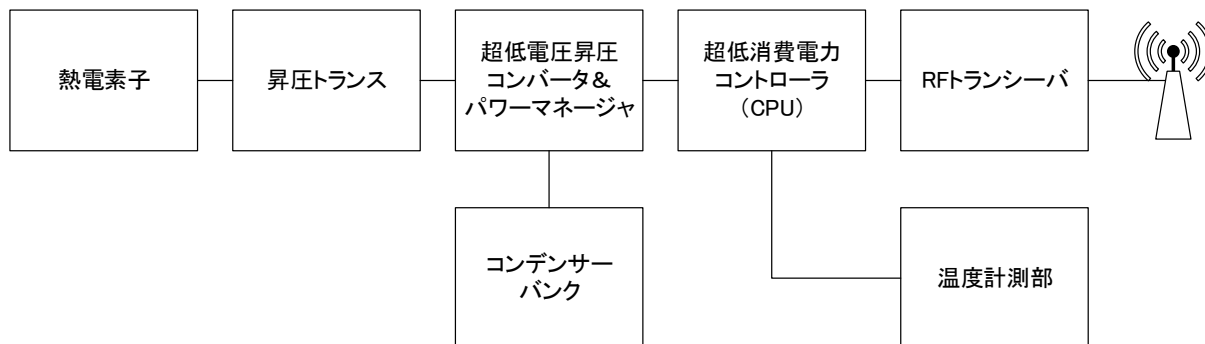 熱電素子
昇圧トランス
超低電圧昇圧
コンバータ&
パワーマネージャ
超低消費電力
コントローラ
（CPU）
RFトランシーバ
コンデンサー
バンク
温度計測部